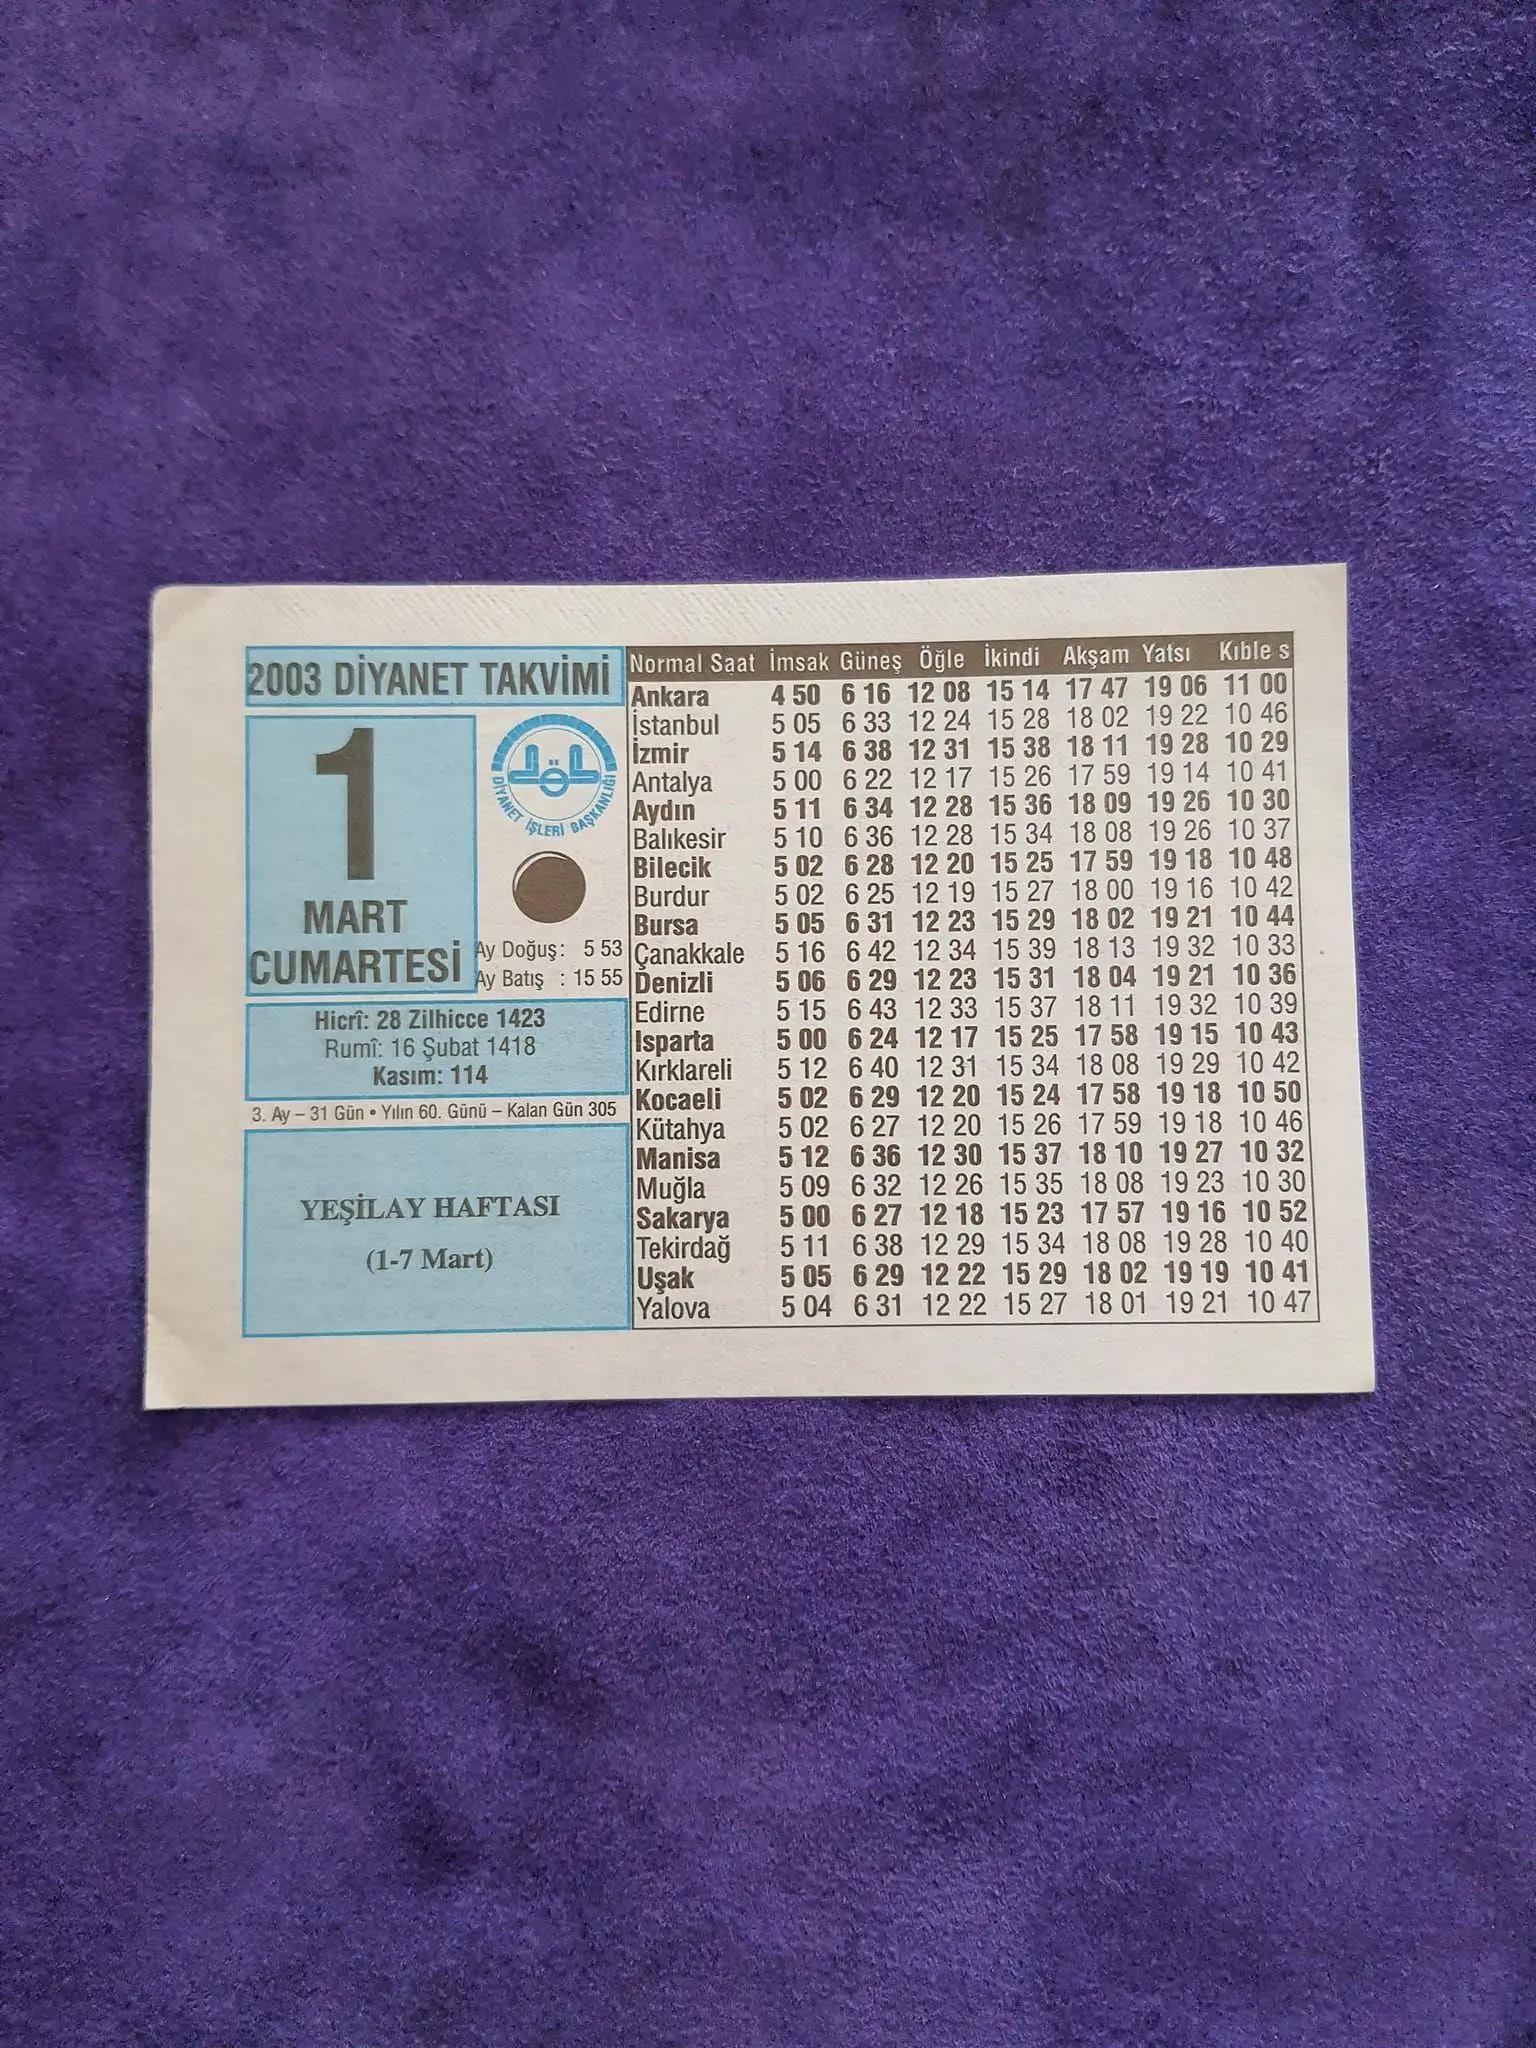 2003 DİYANET TAKVİMİ
1
MART
CUMARTESİ
DİYANET İŞLERİ BAŞKANLIĞI
Ay Doğuş: 5 53
Ay Batış : 15 55
Hicrî: 28 Zilhicce 1423
Rumî: 16 Şubat 1418
Kasım: 114
3. Ay – 31 Gün • Yılın 60. Günü – Kalan Gün 305
YEŞİLAY HAFTASI
(1-7 Mart)
Normal Saat İmsak Güneş Öğle İkindi Akşam Yatsı Kıble s
Ankara 4 50 6 16 12 08 15 14 17 47 19 06 11 00
İstanbul 5 05 6 33 12 24 15 28 18 02 19 22 10 46
İzmir 5 14 6 38 12 31 15 38 18 11 19 28 10 29
Antalya 5 00 6 22 12 17 15 26 17 59 19 14 10 41
Aydın 5 11 6 34 12 28 15 36 18 09 19 26 10 30
Balıkesir 5 10 6 36 12 28 15 34 18 08 19 26 10 37
Bilecik 5 02 6 28 12 20 15 25 17 59 19 18 10 48
Burdur 5 02 6 25 12 19 15 27 18 00 19 16 10 42
Bursa 5 05 6 31 12 23 15 29 18 02 19 21 10 44
Çanakkale 5 16 6 42 12 34 15 39 18 13 19 32 10 33
Denizli 5 06 6 29 12 23 15 31 18 04 19 21 10 36
Edirne 5 15 6 43 12 33 15 37 18 11 19 32 10 39
Isparta 5 00 6 24 12 17 15 25 17 58 19 15 10 43
Kırklareli 5 12 6 40 12 31 15 34 18 08 19 29 10 42
Kocaeli 5 02 6 29 12 20 15 24 17 58 19 18 10 50
Kütahya 5 02 6 27 12 20 15 26 17 59 19 18 10 46
Manisa 5 12 6 36 12 30 15 37 18 10 19 27 10 32
Muğla 5 09 6 32 12 26 15 35 18 08 19 23 10 30
Sakarya 5 00 6 27 12 18 15 23 17 57 19 16 10 52
Tekirdağ 5 11 6 38 12 29 15 34 18 08 19 28 10 40
Uşak 5 05 6 29 12 22 15 29 18 02 19 19 10 41
Yalova 5 04 6 31 12 22 15 27 18 01 19 21 10 47